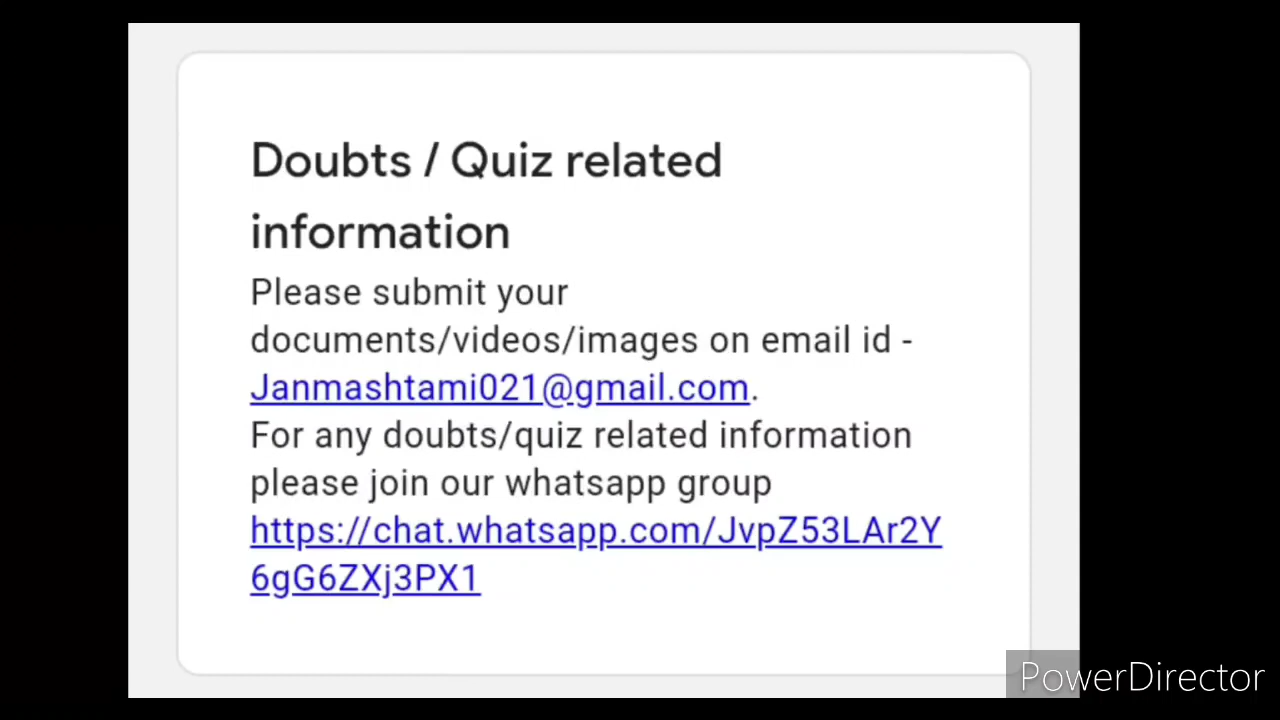 Doubts / Quiz related
information
Please submit your
documents/videos/images on email id -
Janmashtami021@gmail.com.
For any doubts/quiz related information
please join our whatsapp group
https://chat.whatsapp.com/JvpZ53LAr2Y
6gG6ZXj3PX1
PowerDirector